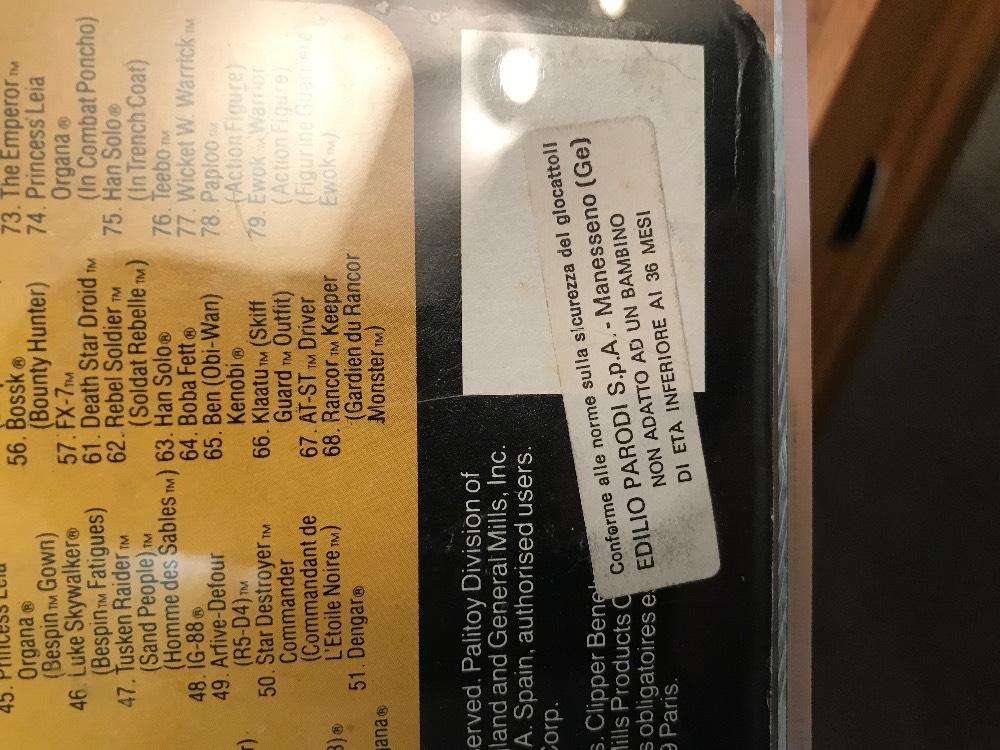 45. Princess Leia
Organa®
(Bespin™ Gown)
46. Luke Skywalker®
(Bespin™ Fatigues)
47. Tusken Raider™
(Sand People)™
(Homme des Sables™)
48. IG-88®
49. Artive-Defour
(R5-D4)™
50. Star Destroyer™
Commander
(Commandant de
L'Etoile Noire™)
51. Dengar®
56. Bossk®
(Bounty Hunter)
57. FX-7™
61. Death Star Droid™
62. Rebel Soldier™
(Soldat Rebelle™)
63. Han Solo®
64. Boba Fett®
65. Ben (Obi-Wan)
Kenobi®
66. Klaatu™ (Skiff
Guard™ Outfit)
67. AT-ST™ Driver
68. Rancor™ Keeper
(Gardien du Rancor
Monster™)
73. The Emperor™
74. Princess Leia
Organa®
(In Combat Poncho)
75. Han Solo®
(In Trench Coat)
76. Teebo™
77. Wicket W. Warrick™
78. Paploo™
(Action Figure)
79. Ewok™ Warrior
(Action Figure)
(Figurine Guerriere
Ewok™)
erved. Palitoy Division of
land and General Mills, Inc.
A. Spain, authorised users.
Corp.
s. Clipper Bene
ills Products C
s obligatoires e
9 Paris.
Conforme alle norme sulla sicurezza del glocattoll
EDILIO PARODI S.p.A. - Manesseno (Ge)
NON ADATTO AD UN BAMBINO
DI ETA INFERIORE AI 36 MESI